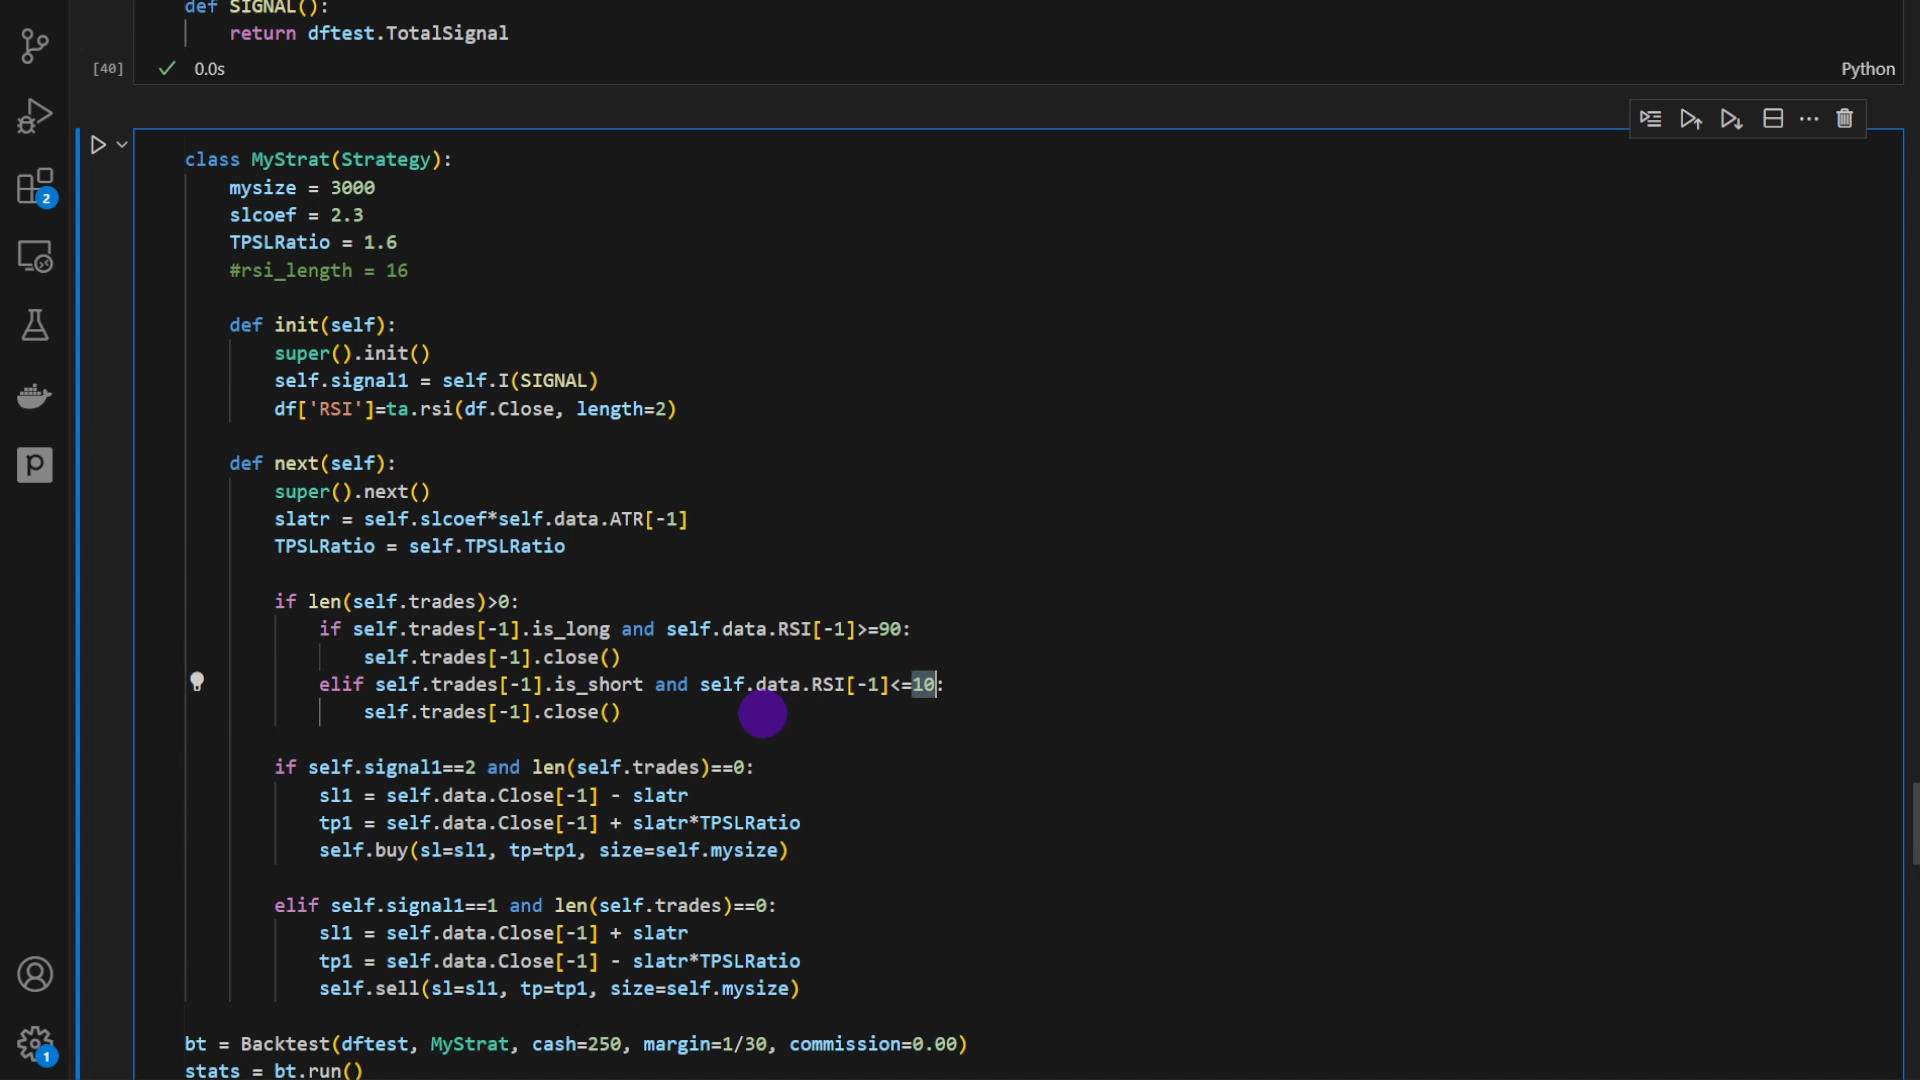 def SIGNAL():
    return dftest.TotalSignal
[40] 0.0s Python
class MyStrat(Strategy):
    mysize = 3000
    slcoef = 2.3
    TPSLRatio = 1.6
    #rsi_length = 16
    def init(self):
        super().init()
        self.signal1 = self.I(SIGNAL)
        df['RSI']=ta.rsi(df.Close, length=2)
    def next(self):
        super().next()
        slatr = self.slcoef*self.data.ATR[-1]
        TPSLRatio = self.TPSLRatio
        if len(self.trades)>0:
            if self.trades[-1].is_long and self.data.RSI[-1]>=90:
                self.trades[-1].close()
            elif self.trades[-1].is_short and self.data.RSI[-1]<=10:
                self.trades[-1].close()
        if self.signal1==2 and len(self.trades)==0:
            sl1 = self.data.Close[-1] - slatr
            tp1 = self.data.Close[-1] + slatr*TPSLRatio
            self.buy(sl=sl1, tp=tp1, size=self.mysize)
        elif self.signal1==1 and len(self.trades)==0:
            sl1 = self.data.Close[-1] + slatr
            tp1 = self.data.Close[-1] - slatr*TPSLRatio
            self.sell(sl=sl1, tp=tp1, size=self.mysize)
bt = Backtest(dftest, MyStrat, cash=250, margin=1/30, commission=0.00)
stats = bt.run()
2
p
1